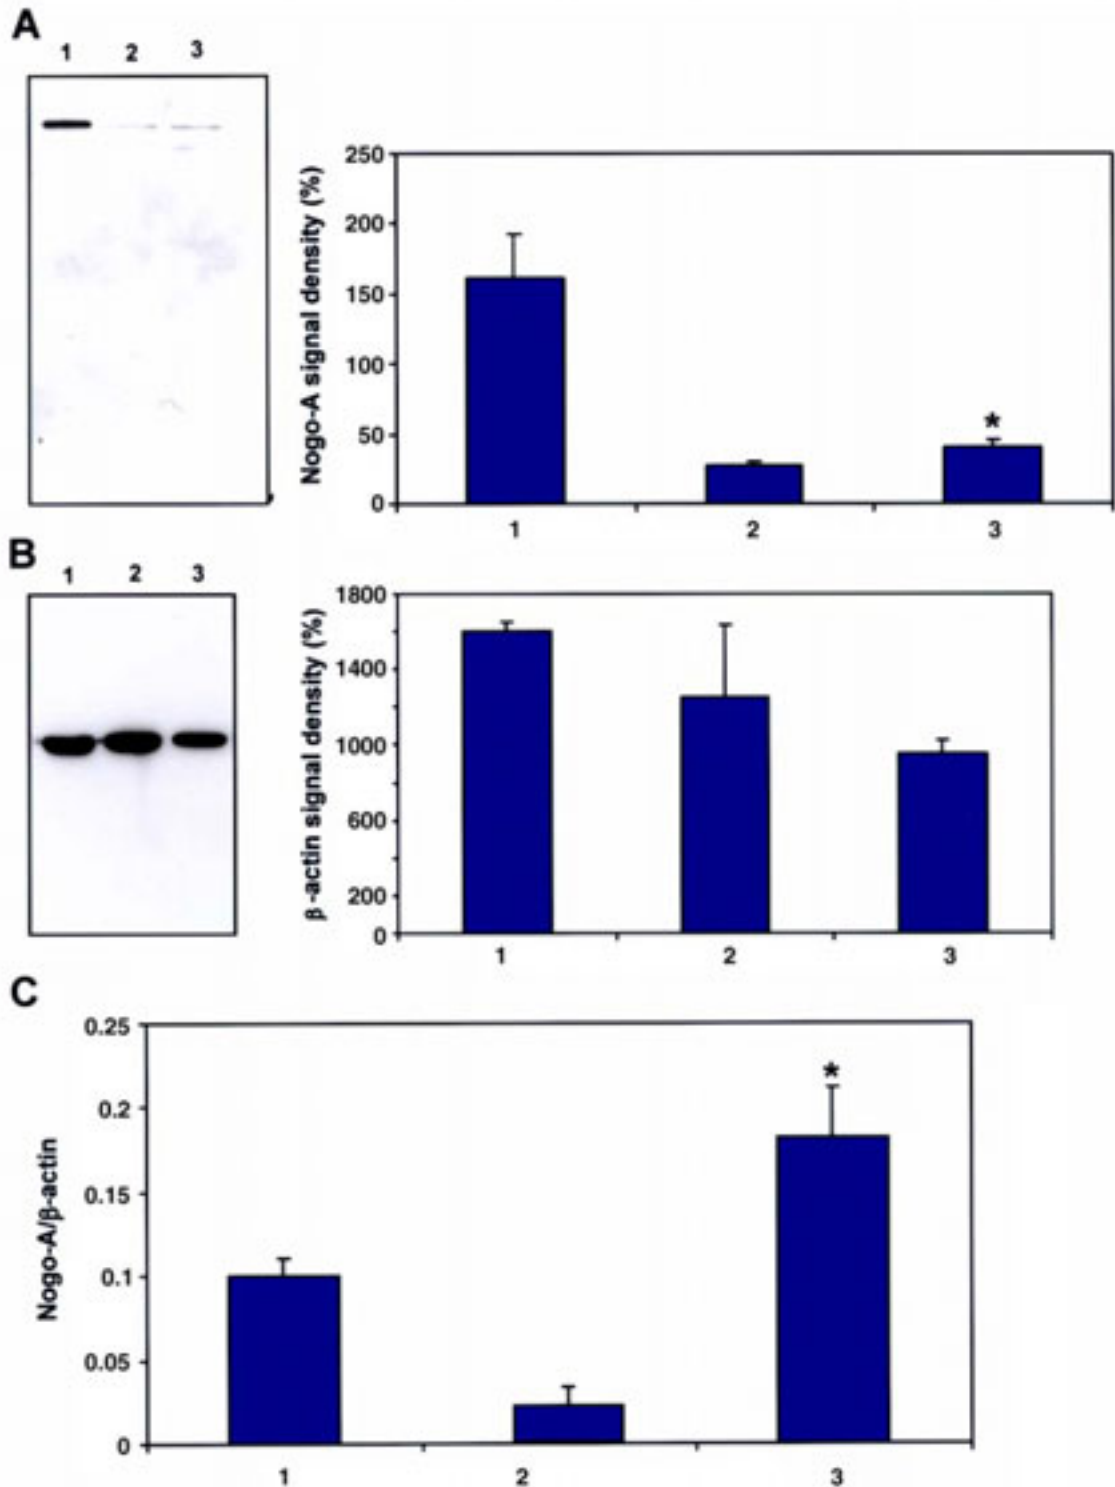 A
1 2 3
Nogo-A signal density (%)
250
200
150
100
50
0
*
1 2 3
B
1 2 3
β-actin signal density (%)
1800
1400
1000
600
200
0
1 2 3
C
Nogo-A/β-actin
0.25
0.2
0.15
0.1
0.05
0
*
1 2 3